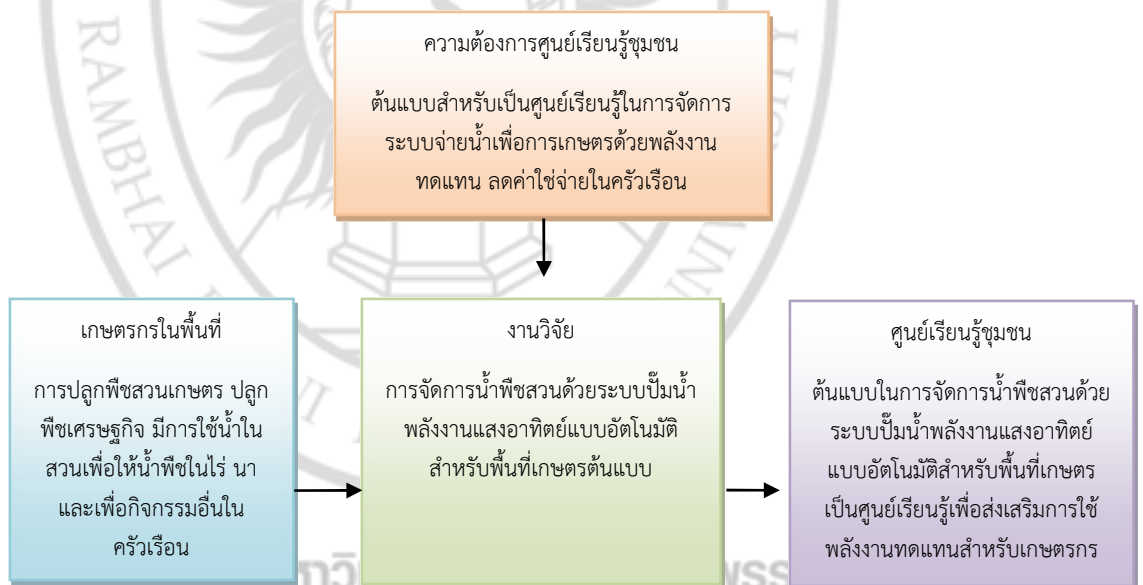 ความต้องการศูนย์เรียนรู้ชุมชน
ต้นแบบสำหรับเป็นศูนย์เรียนรู้ในการจัดการ
ระบบจ่ายน้ำเพื่อการเกษตรด้วยพลังงาน
ทดแทน ลดค่าใช่จ่ายในครัวเรือน
เกษตรกรในพื้นที่
การปลูกพืชสวนเกษตร ปลูก
พืชเศรษฐกิจ มีการใช้น้ำใน
สวนเพื่อให้น้ำพืชในไร่ นา
และเพื่อกิจกรรมอื่นใน
ครัวเรือน
งานวิจัย
การจัดการน้ำพืชสวนด้วยระบบปั๊มน้ำ
พลังงานแสงอาทิตย์แบบอัตโนมัติ
สำหรับพื้นที่เกษตรต้นแบบ
ศูนย์เรียนรู้ชุมชน
ต้นแบบในการจัดการน้ำพืชสวนด้วย
ระบบปั๊มน้ำพลังงานแสงอาทิตย์
แบบอัตโนมัติสำหรับพื้นที่เกษตร
เป็นศูนย์เรียนรู้เพื่อส่งเสริมการใช้
พลังงานทดแทนสำหรับเกษตรกร
RAMBHAI